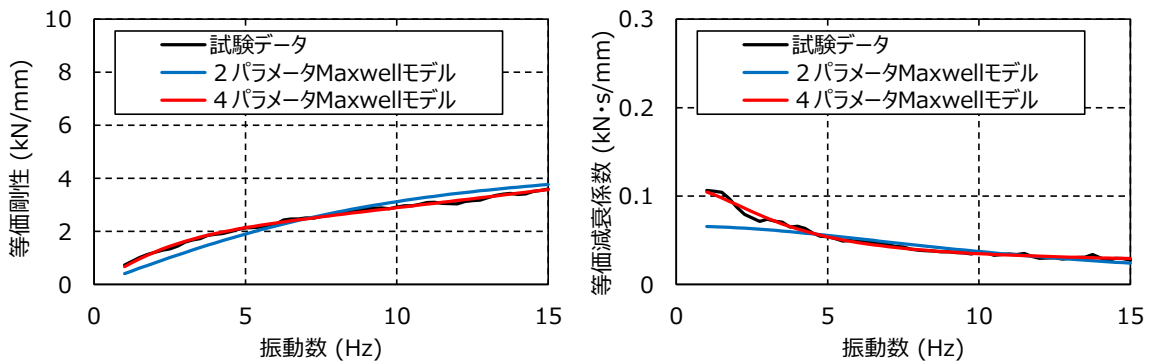 等価剛性 (kN/mm)
10
8
6
4
2
0
試験データ
２パラメータMaxwellモデル
４パラメータMaxwellモデル
0
5
10
15
振動数 (Hz)
等価減衰係数 (kN・s/mm)
0.3
0.2
0.1
0
試験データ
２パラメータMaxwellモデル
４パラメータMaxwellモデル
0
5
10
15
振動数 (Hz)